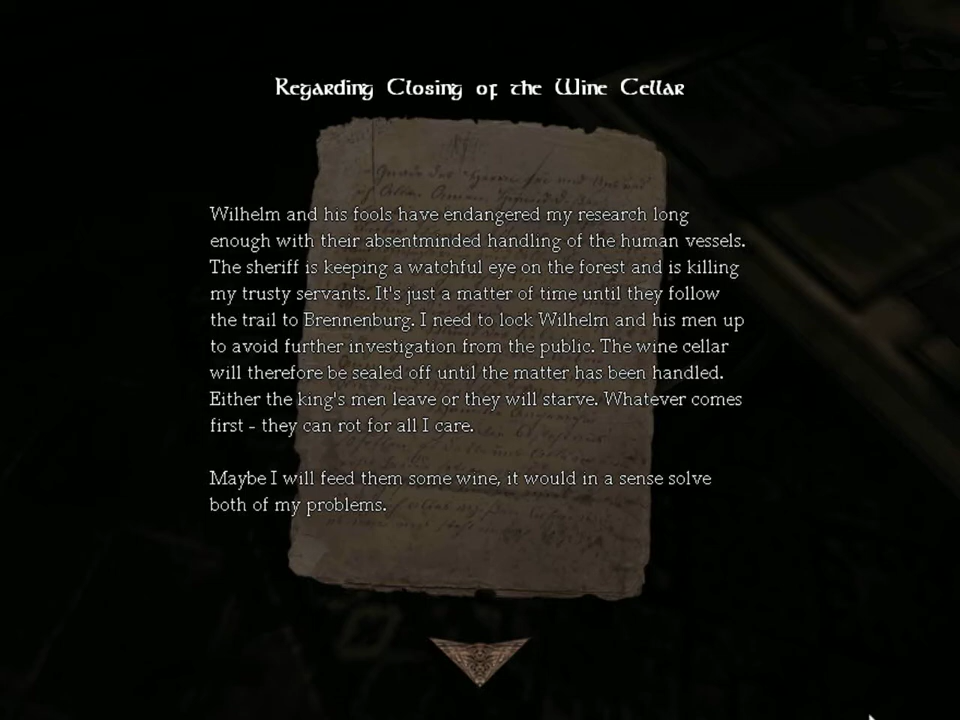 Regarding Closing of the Wine Cellar
Wilhelm and his fools have endangered my research long
enough with their absentminded handling of the human vessels.
The sheriff is keeping a watchful eye on the forest and is killing
my trusty servants. It's just a matter of time until they follow
the trail to Brennenburg. I need to lock Wilhelm and his men up
to avoid further investigation from the public. The wine cellar
will therefore be sealed off until the matter has been handled.
Either the king's men leave or they will starve. Whatever comes
first - they can rot for all I care.
Maybe I will feed them some wine, it would in a sense solve
both of my problems.